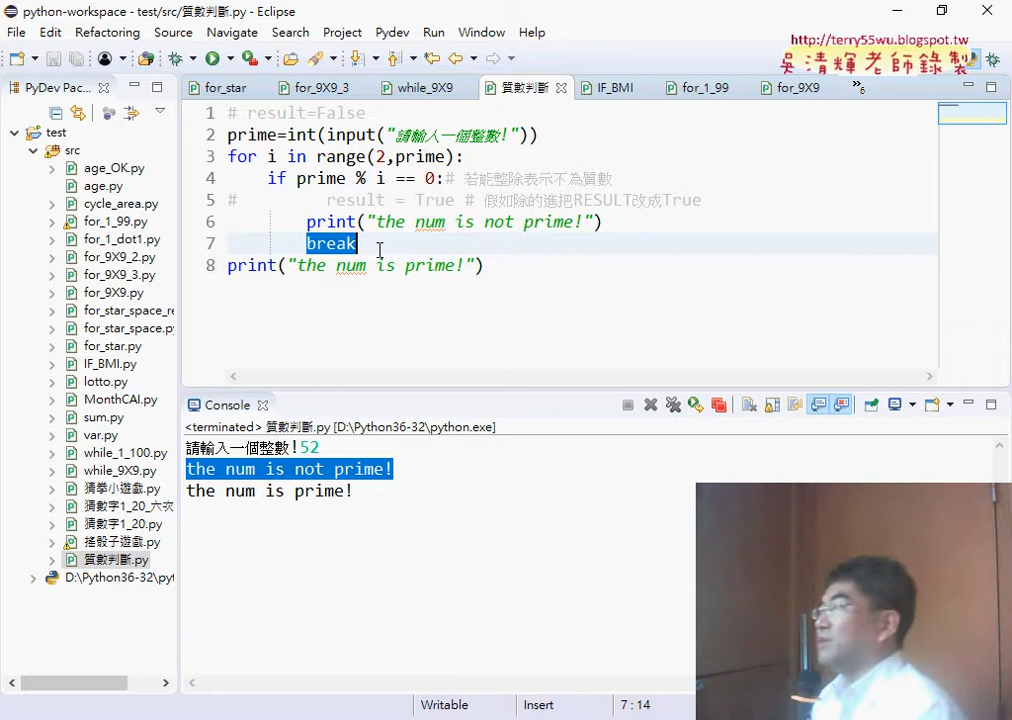 python-workspace - test/src/質數判斷.py - Eclipse
File Edit Refactoring Source Navigate Search Project Pydev Run Window Help
http://terry55wu.blogspot.tw
吳清輝老師錄製
PyDev Pac...
for_star
for_9X9_3
while_9X9
質數判斷
IF_BMI
for_1_99
for_9X9
»6
test
src
age_OK.py
age.py
cycle_area.py
for_1_99.py
for_1_dot1.py
for_9X9_2.py
for_9X9_3.py
for_9X9.py
for_star_space_re
for_star_space.py
for_star.py
IF_BMI.py
lotto.py
MonthCAl.py
sum.py
var.py
while_1_100.py
while_9X9.py
猜拳小遊戲.py
猜數字1_20_六次
猜數字1_20.py
搖骰子遊戲.py
質數判斷.py
D:\Python36-32\pyt
1 # result=False
2 prime=int(input("請輸入一個整數!"))
3 for i in range(2,prime):
4 if prime % i == 0:# 若能整除表示不為質數
5 # result = True # 假如除的進把RESULT改成True
6 print("the num is not prime!")
7 break
8 print("the num is prime!")
Console
<terminated> 質數判斷.py [D:\Python36-32\python.exe]
請輸入一個整數!52
the num is not prime!
the num is prime!
Writable Insert 7 : 14